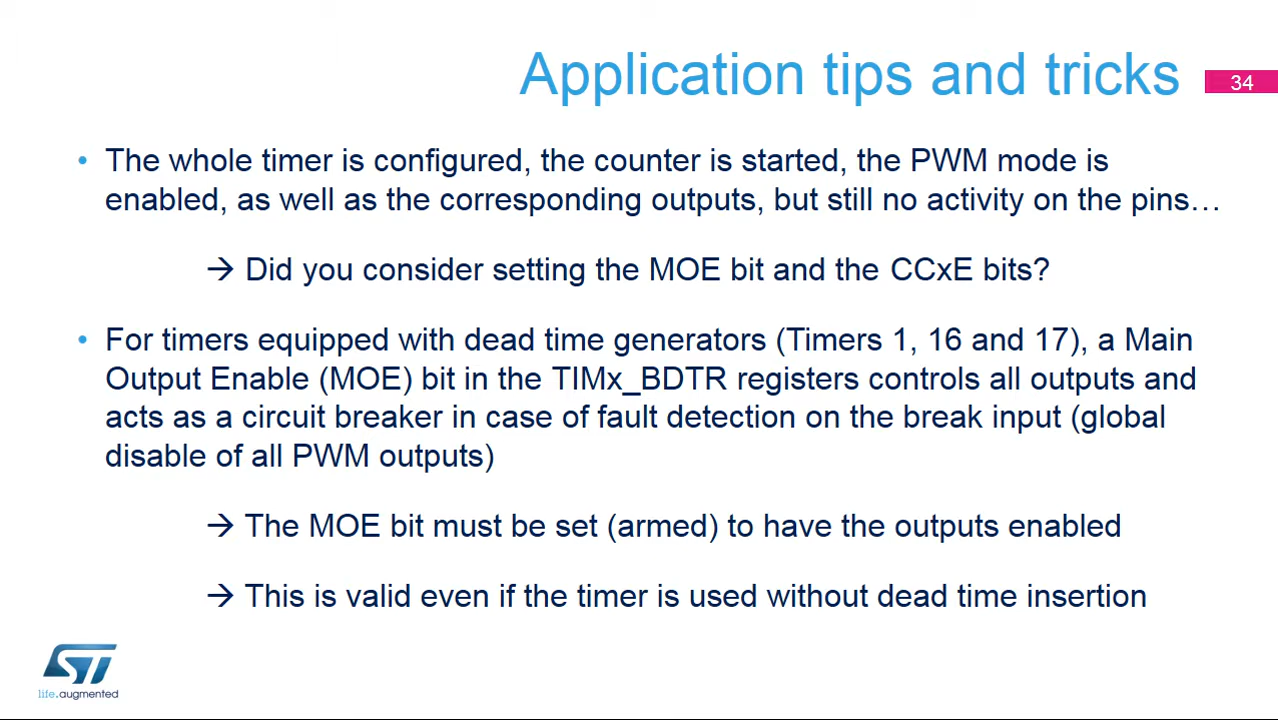 Application tips and tricks
34
• The whole timer is configured, the counter is started, the PWM mode is
enabled, as well as the corresponding outputs, but still no activity on the pins…
→ Did you consider setting the MOE bit and the CCxE bits?
• For timers equipped with dead time generators (Timers 1, 16 and 17), a Main
Output Enable (MOE) bit in the TIMx_BDTR registers controls all outputs and
acts as a circuit breaker in case of fault detection on the break input (global
disable of all PWM outputs)
→ The MOE bit must be set (armed) to have the outputs enabled
→ This is valid even if the timer is used without dead time insertion
ST
life.augmented